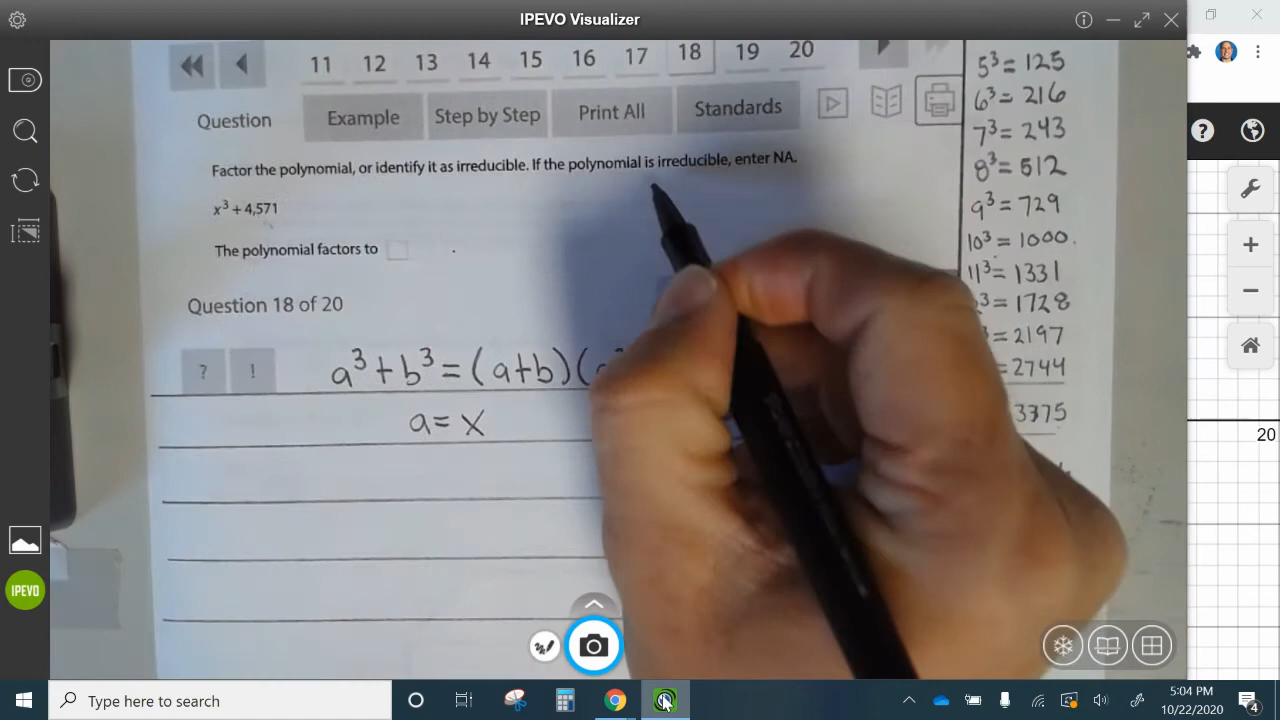 IPEVO Visualizer
11 12 13 14 15 16 17 18 19 20
Question Example Step by Step Print All Standards
Factor the polynomial, or identify it as irreducible. If the polynomial is irreducible, enter NA.
x³ + 4,571
The polynomial factors to
Question 18 of 20
? !
a³ + b³ = (a+b)(
a = x
5³ = 125
6³ = 216
7³ = 243
8³ = 512
9³ = 729
10³ = 1000
11³ = 1331
³ = 1728
³ = 2197
= 2744
3375
20
IPEVO
Type here to search
5:04 PM
10/22/2020
4